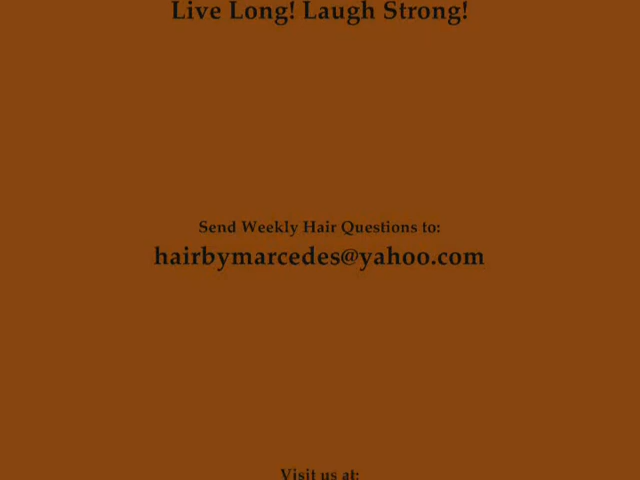 Live Long! Laugh Strong!
Send Weekly Hair Questions to:
hairbymarcedes@yahoo.com
Visit us at: